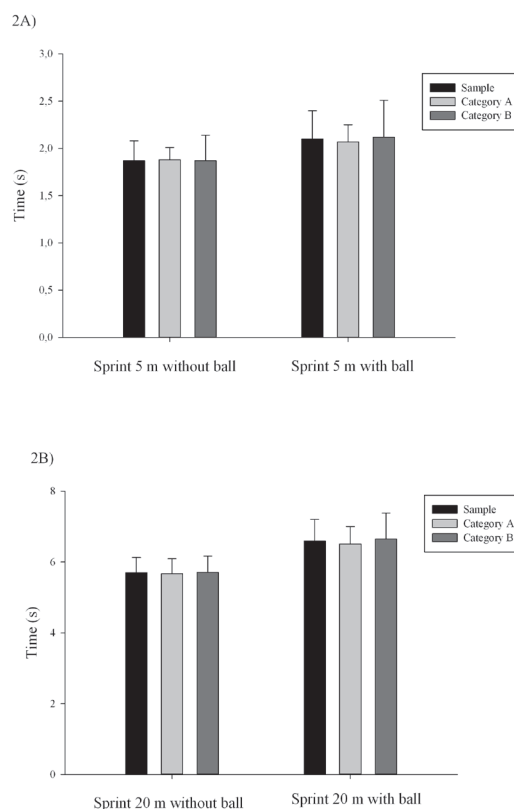 2A)
3,0
2,5
2,0
1,5
1,0
0,5
0,0
Time (s)
Sample
Category A
Category B
Sprint 5 m without ball
Sprint 5 m with ball
2B)
8
6
4
2
0
Time (s)
Sample
Category A
Category B
Sprint 20 m without ball
Sprint 20 m with ball